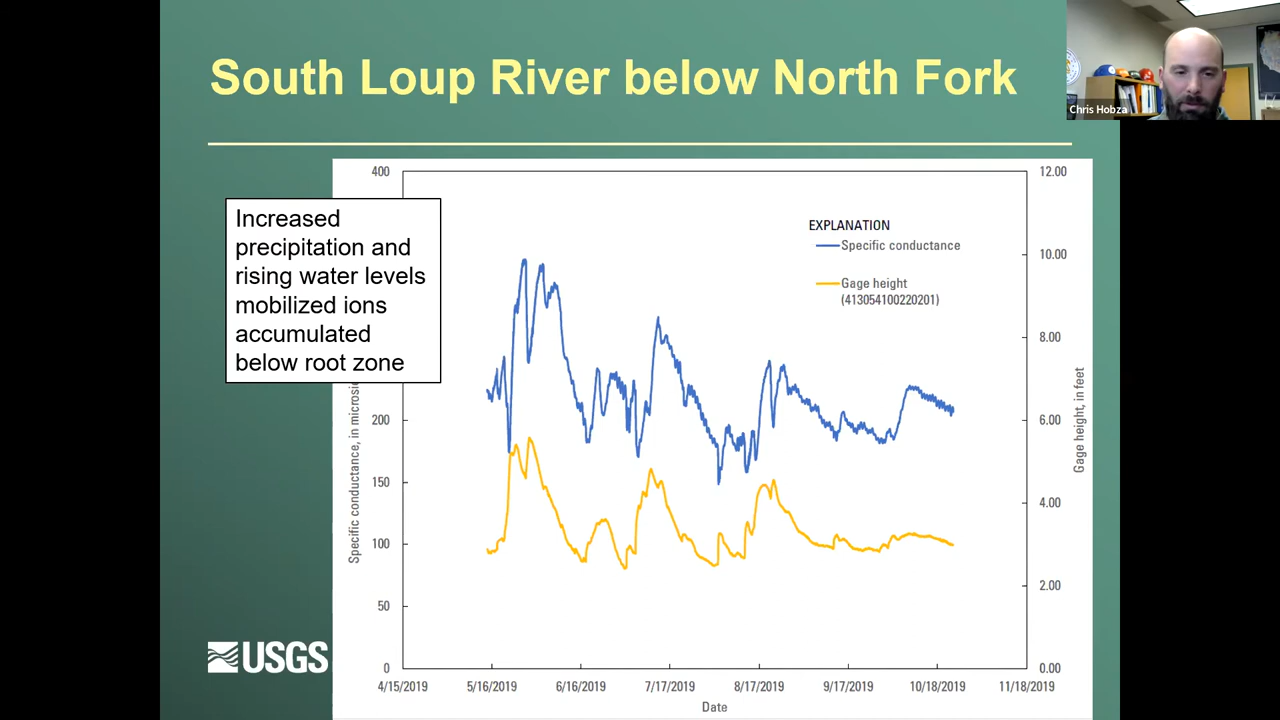 South Loup River below North Fork
Chris Hobza
Increased
precipitation and
rising water levels
mobilized ions
accumulated
below root zone
400
200
150
100
50
0
Specific conductance, in microsi
EXPLANATION
Specific conductance
Gage height
(413054100220201)
12.00
10.00
8.00
6.00
4.00
2.00
0.00
Gage height, in feet
4/15/2019 5/16/2019 6/16/2019 7/17/2019 8/17/2019 9/17/2019 10/18/2019 11/18/2019
Date
USGS